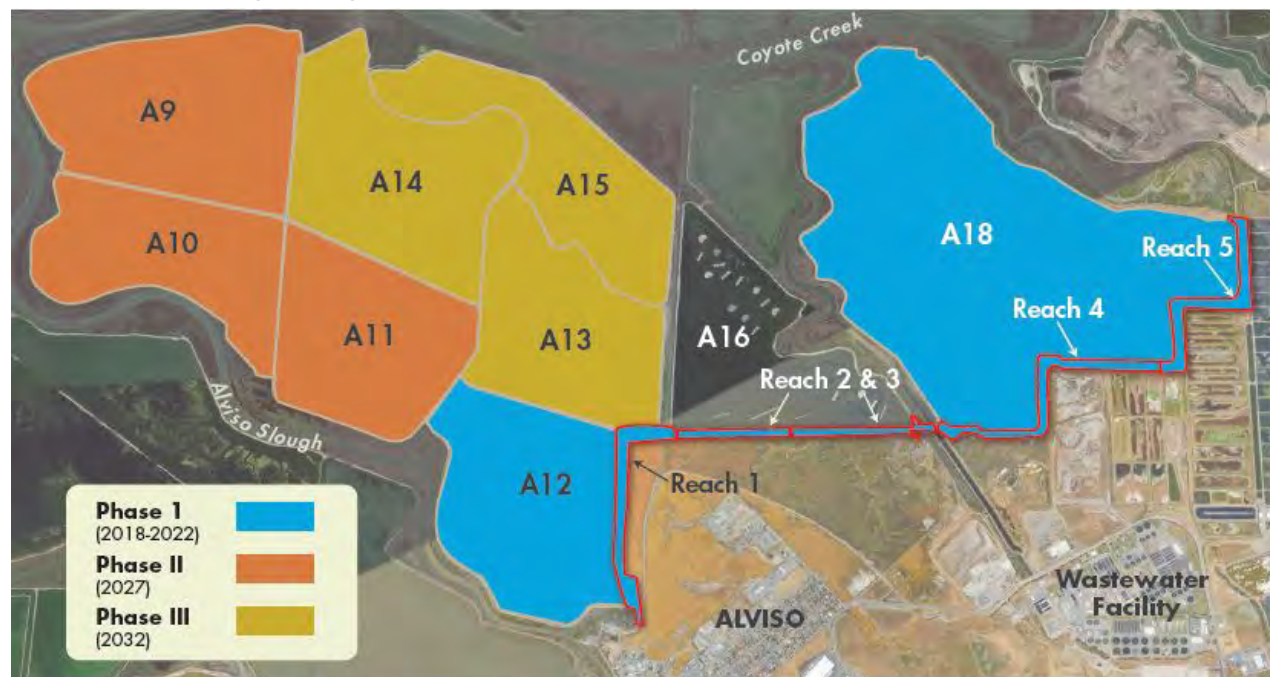 Coyote Creek
A9
A14
A15
A18
A10
A11
A13
A16
Reach 5
Reach 4
Reach 2 & 3
Alviso Slough
A12
Reach 1
Phase 1
(2018-2022)
Phase II
(2027)
Phase III
(2032)
ALVISO
Wastewater
Facility